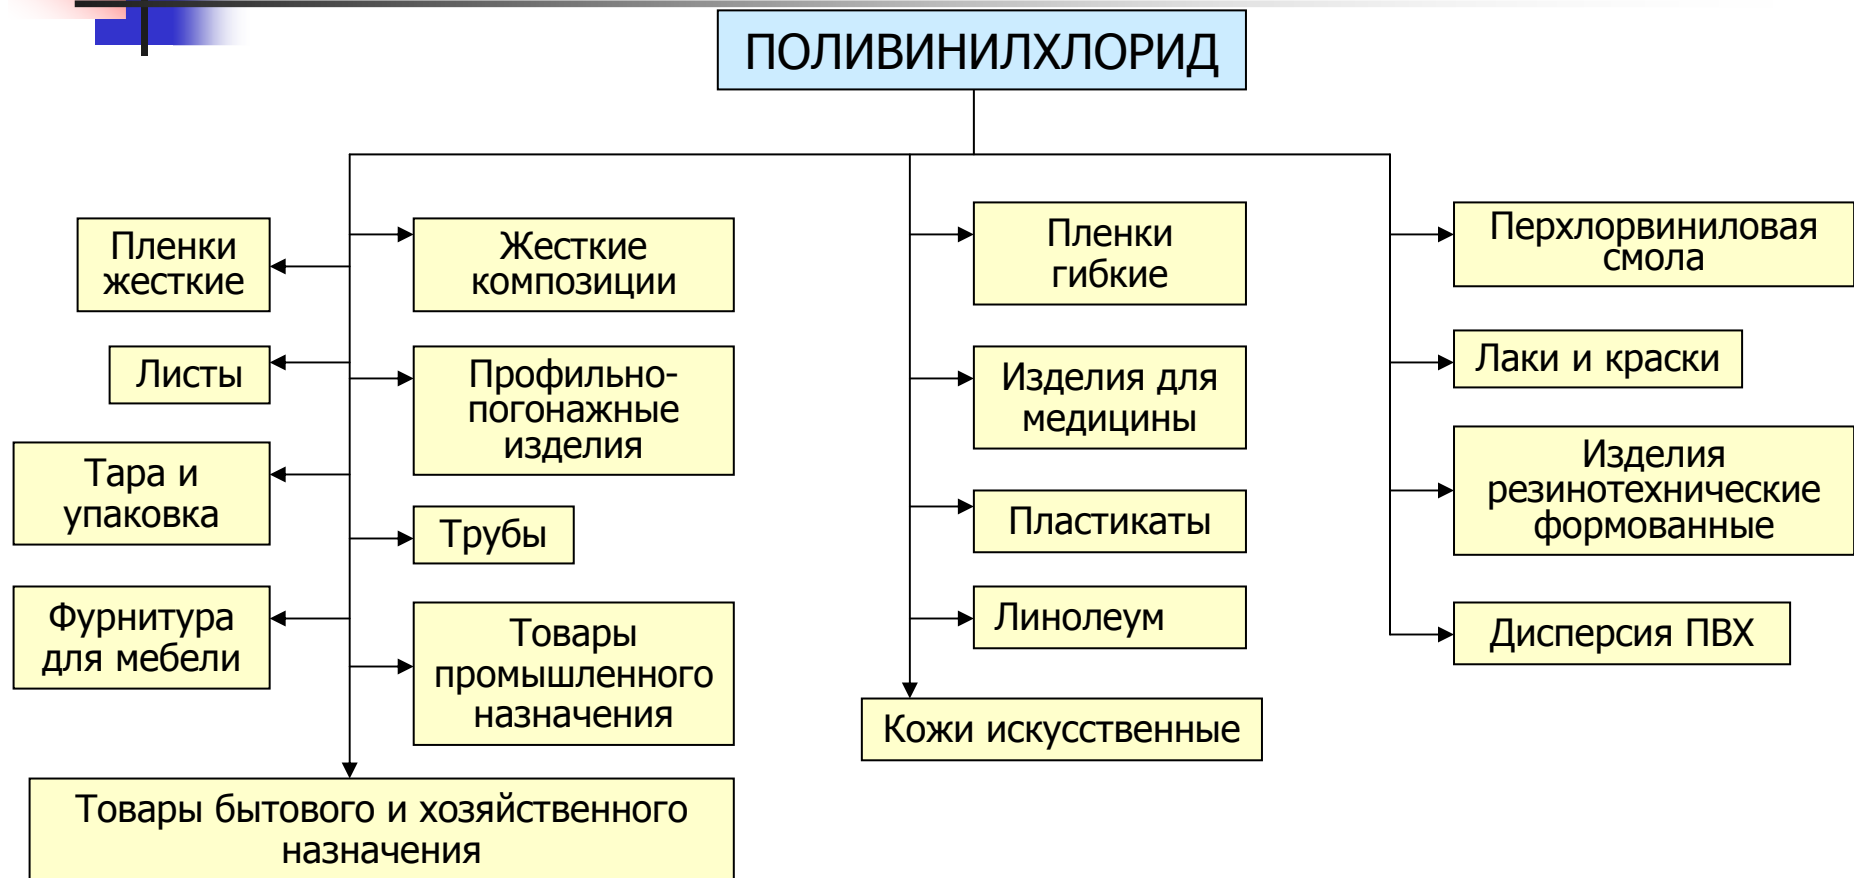 ПОЛИВИНИЛХЛОРИД
Пленки
жесткие
Листы
Тара и
упаковка
Фурнитура
для мебели
Жесткие
композиции
Профильно-
погонажные
изделия
Трубы
Товары
промышленного
назначения
Товары бытового и хозяйственного
назначения
Пленки
гибкие
Изделия для
медицины
Пластикаты
Линолеум
Кожи искусственные
Перхлорвиниловая
смола
Лаки и краски
Изделия
резинотехнические
формованные
Дисперсия ПВХ